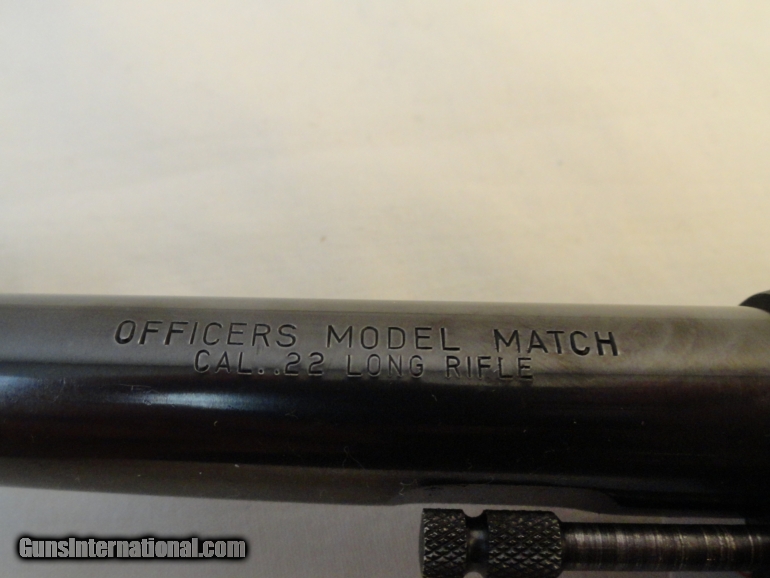 OFFICERS MODEL MATCH
CAL..22 LONG RIFLE
GunsInternational.com